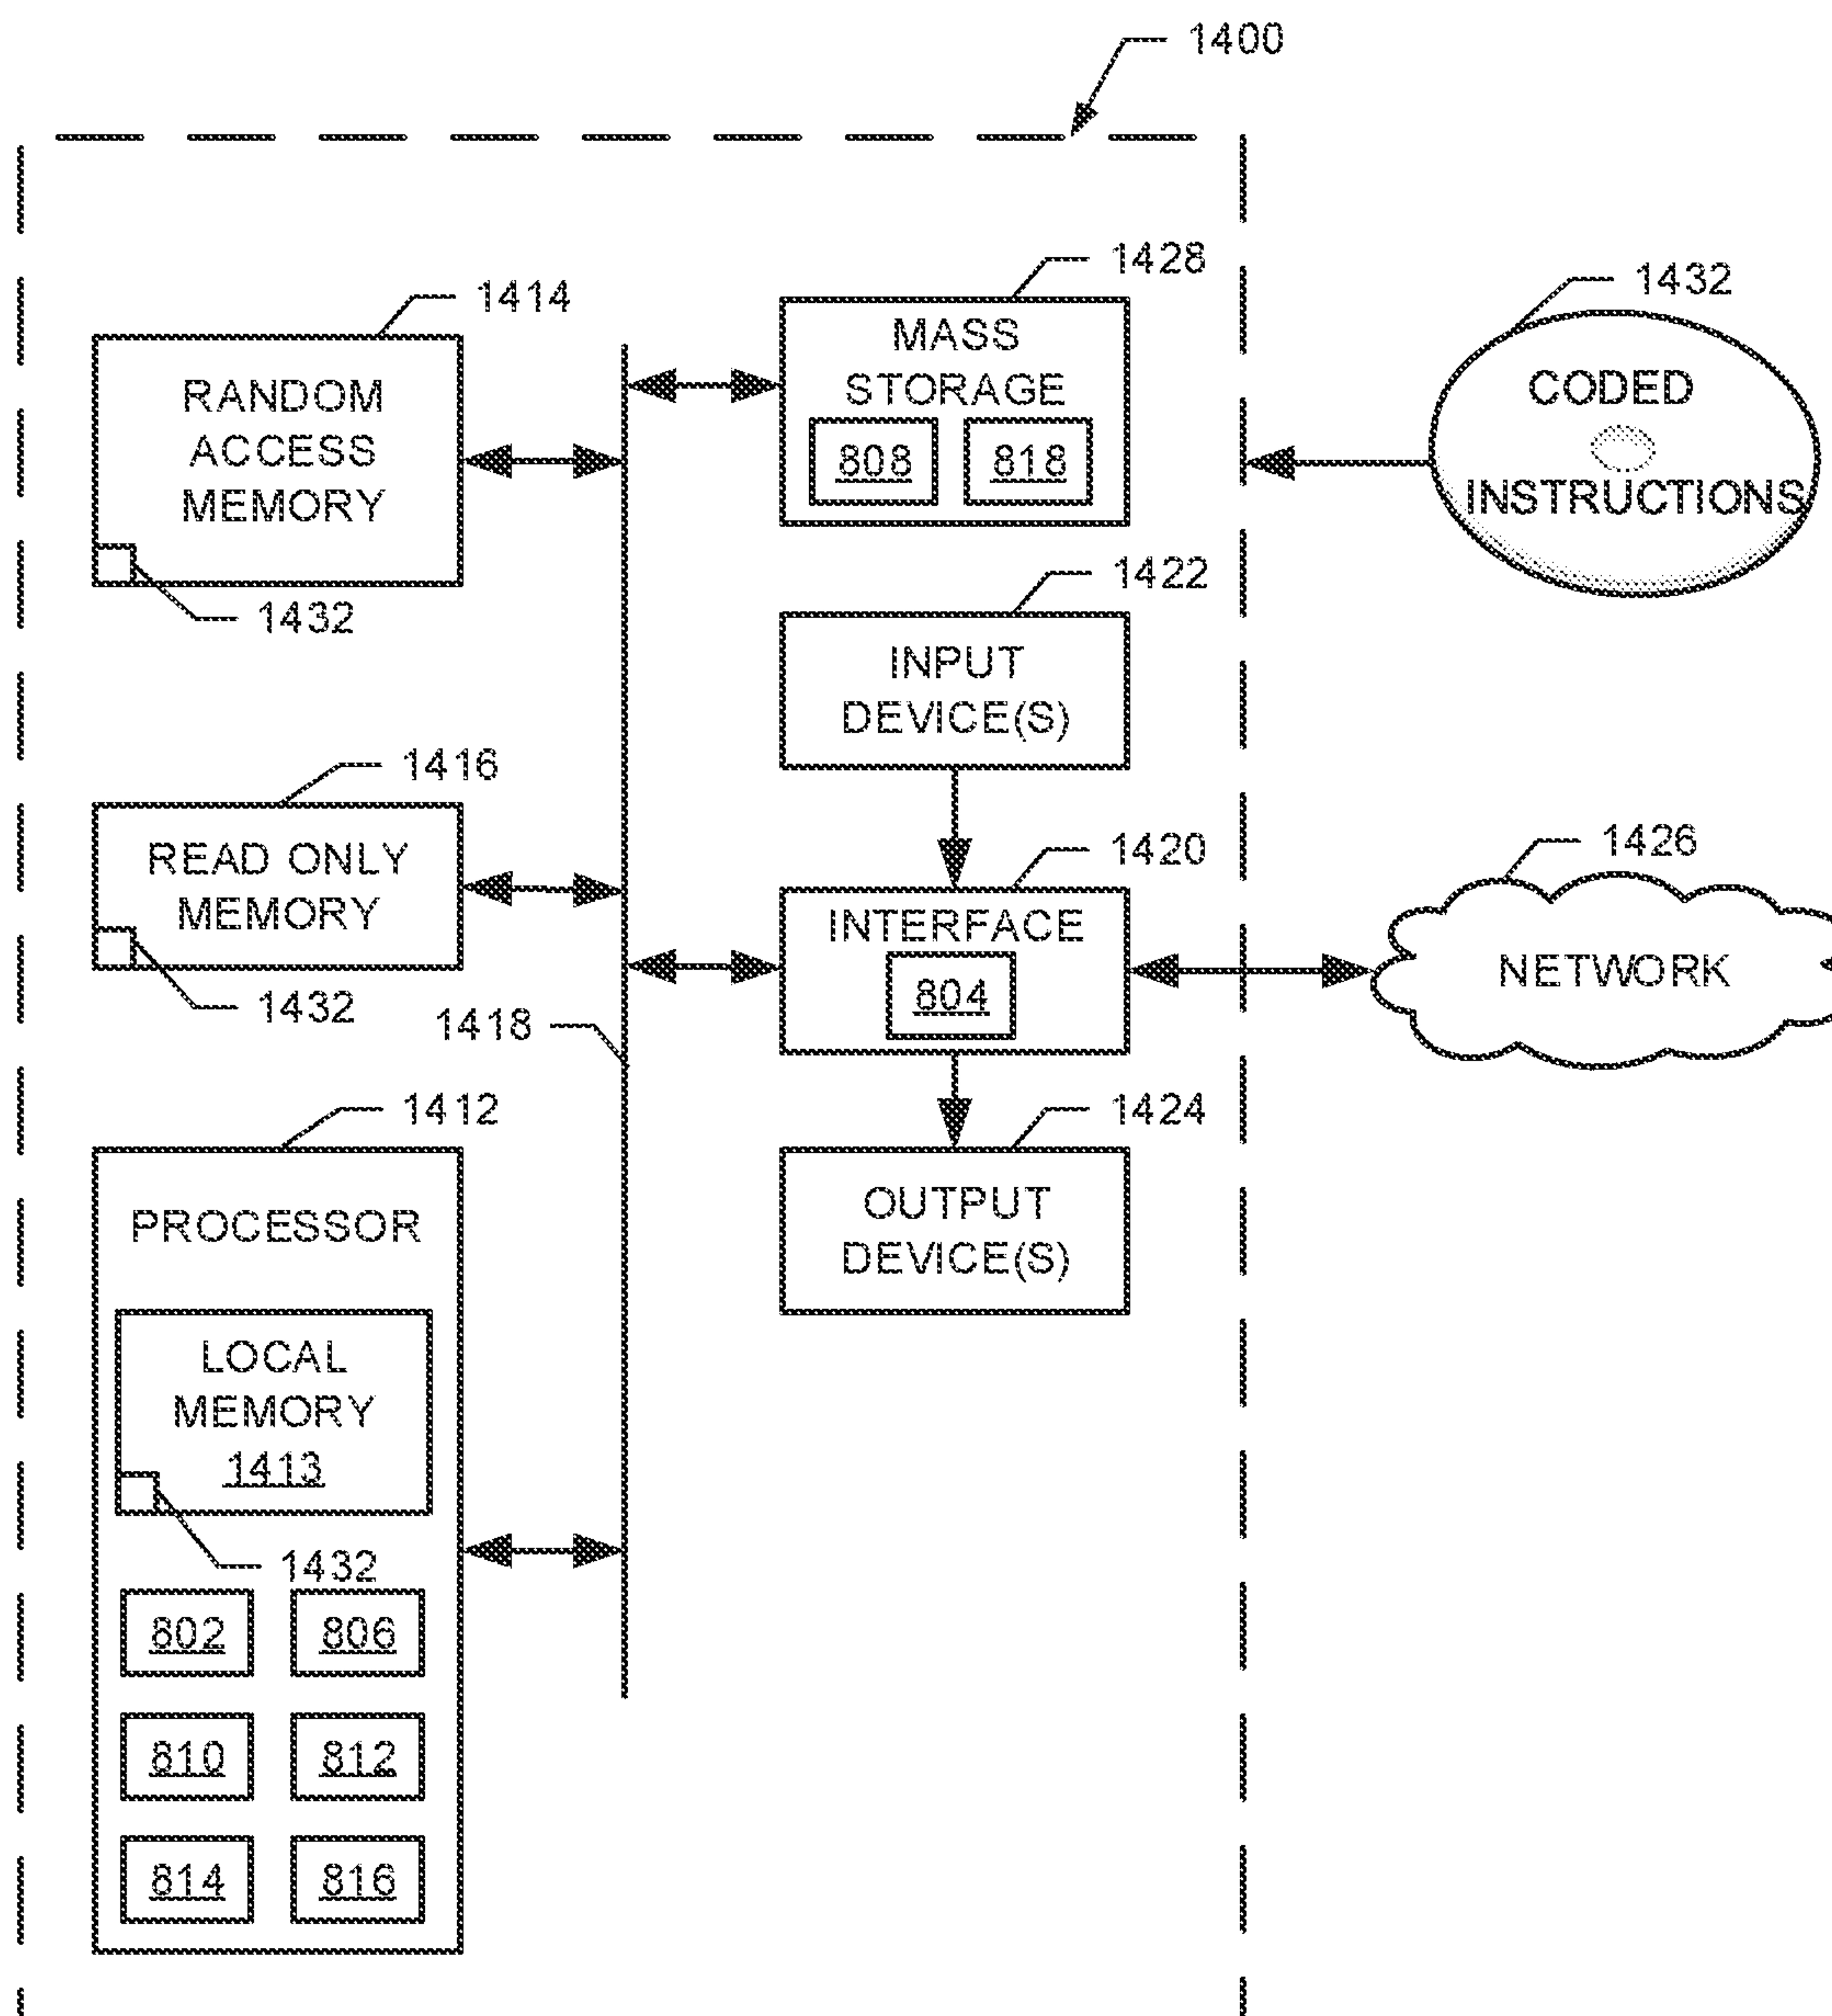 1400
1428
1414
1432
MASS
STORAGE
808 818
RANDOM
ACCESS
MEMORY
1432
CODED
INSTRUCTIONS
1422
INPUT
DEVICE(S)
1416
READ ONLY
MEMORY
1432
1418
1420
INTERFACE
804
1426
NETWORK
1412
1424
OUTPUT
DEVICE(S)
PROCESSOR
LOCAL
MEMORY
1413
1432
802 806
810 812
814 816